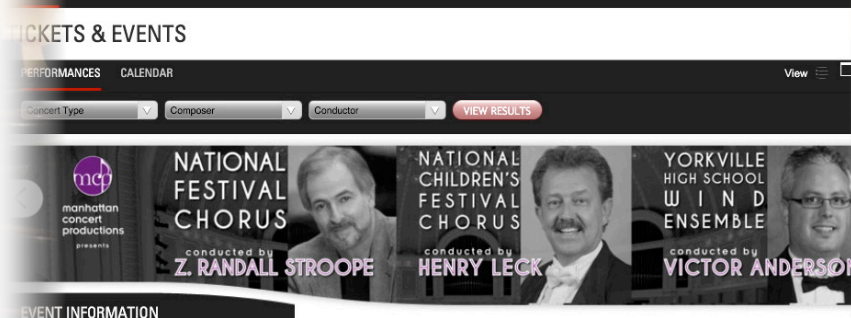 TICKETS & EVENTS
PERFORMANCES CALENDAR View
Concert Type Composer Conductor VIEW RESULTS
mcp
manhattan
concert
productions
presents
NATIONAL
FESTIVAL
CHORUS
conducted by
Z. RANDALL STROOPE
NATIONAL
CHILDREN'S
FESTIVAL
CHORUS
conducted by
HENRY LECK
YORKVILLE
HIGH SCHOOL
WIND
ENSEMBLE
conducted by
VICTOR ANDERSON
EVENT INFORMATION